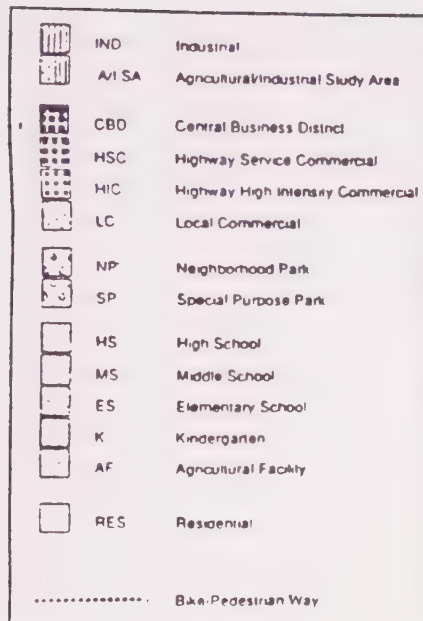 IND Industrial
A/I SA Agricultural/Industrial Study Area
CBD Central Business District
HSC Highway Service Commercial
HIC Highway High Intensity Commercial
LC Local Commercial
NP Neighborhood Park
SP Special Purpose Park
HS High School
MS Middle School
ES Elementary School
K Kindergarten
AF Agricultural Facility
RES Residential
Bike-Pedestrian Way